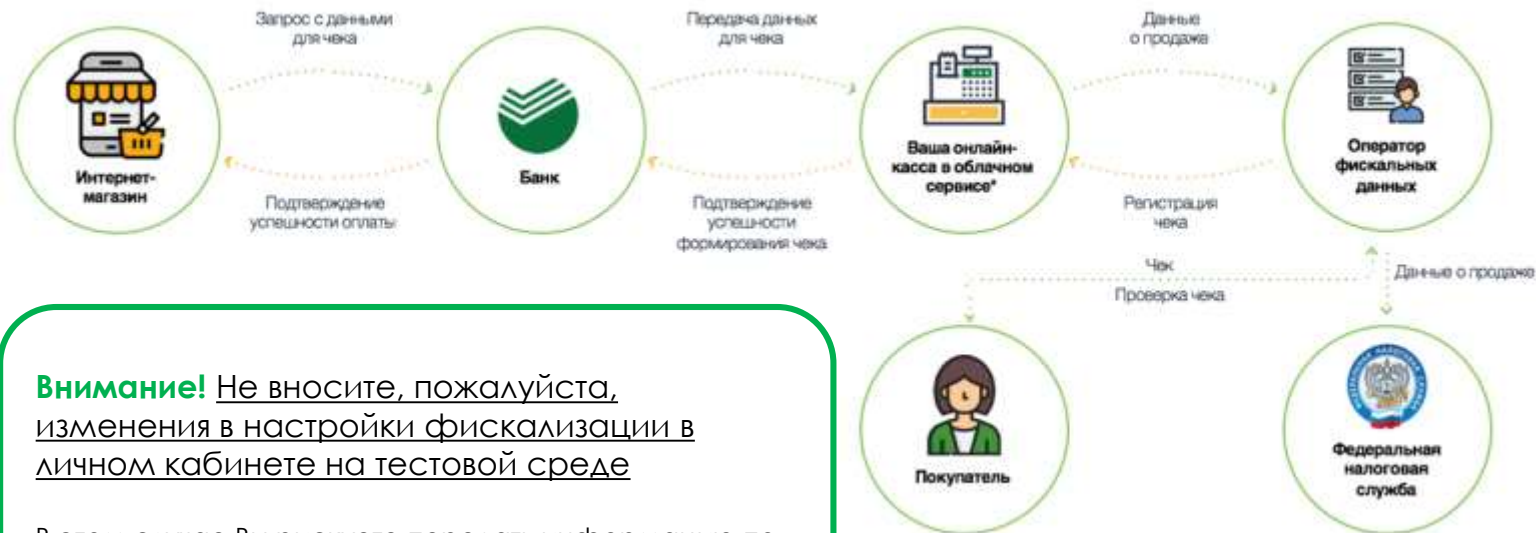 Запрос с данными
для чека
Передача данных
для чека
Данные
о продаже
Интернет-
магазин
Банк
Ваша онлайн-
касса в облачном
сервисе*
Оператор
фискальных
данных
Подтверждение
успешности оплаты
Подтверждение
успешности
формирования чека
Регистрация
чека
Чек
Проверка чека
Данные о продаже
Внимание! Не вносите, пожалуйста,
изменения в настройки фискализации в
личном кабинете на тестовой среде
Покупатель
Федеральная
налоговая
служба